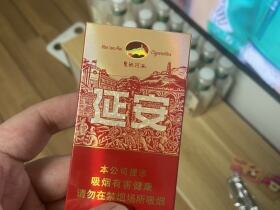 延安
本公司提示
吸烟有害健康
请勿在禁烟场所吸烟